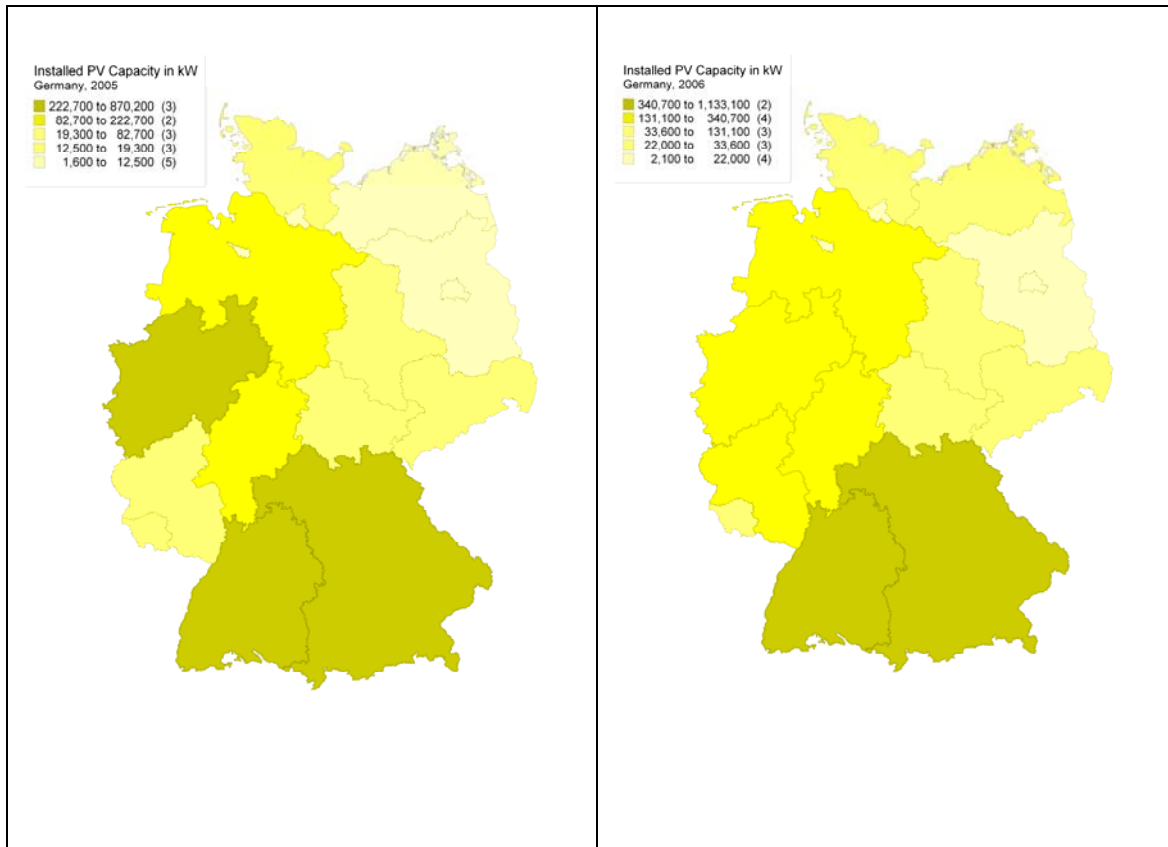 Installed PV Capacity in kW
Germany, 2005
222,700 to 870,200 (3)
82,700 to 222,700 (2)
19,300 to 82,700 (3)
12,500 to 19,300 (3)
1,600 to 12,500 (5)
Installed PV Capacity in kW
Germany, 2006
340,700 to 1,133,100 (2)
131,100 to 340,700 (4)
33,600 to 131,100 (3)
22,000 to 33,600 (3)
2,100 to 22,000 (4)